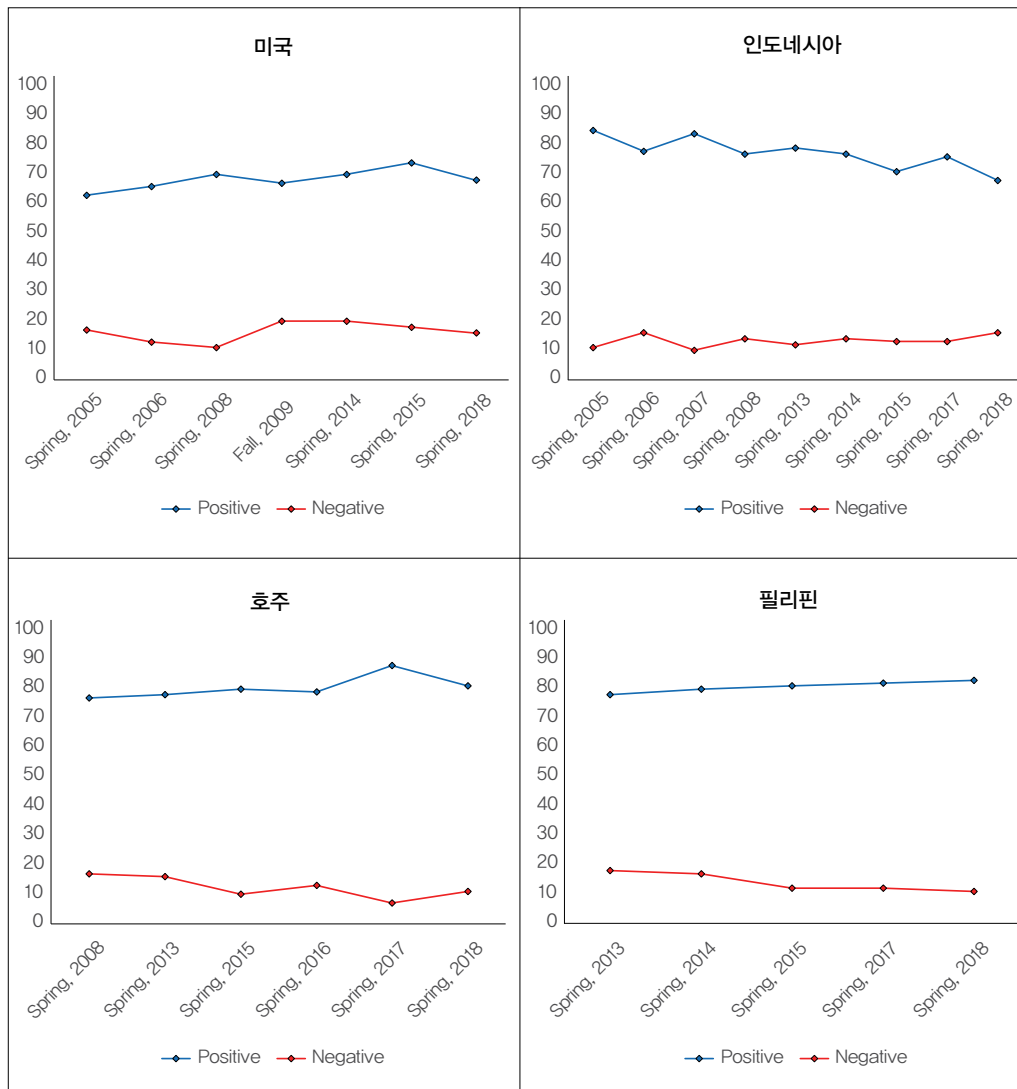 미국
100
90
80
70
60
50
40
30
20
10
0
Spring, 2005
Spring, 2006
Spring, 2008
Fall, 2009
Spring, 2014
Spring, 2015
Spring, 2018
Positive Negative
인도네시아
100
90
80
70
60
50
40
30
20
10
0
Spring, 2005
Spring, 2006
Spring, 2007
Spring, 2008
Spring, 2013
Spring, 2014
Spring, 2015
Spring, 2017
Spring, 2018
Positive Negative
호주
100
90
80
70
60
50
40
30
20
10
0
Spring, 2008
Spring, 2013
Spring, 2015
Spring, 2016
Spring, 2017
Spring, 2018
Positive Negative
필리핀
100
90
80
70
60
50
40
30
20
10
0
Spring, 2013
Spring, 2014
Spring, 2015
Spring, 2017
Spring, 2018
Positive Negative